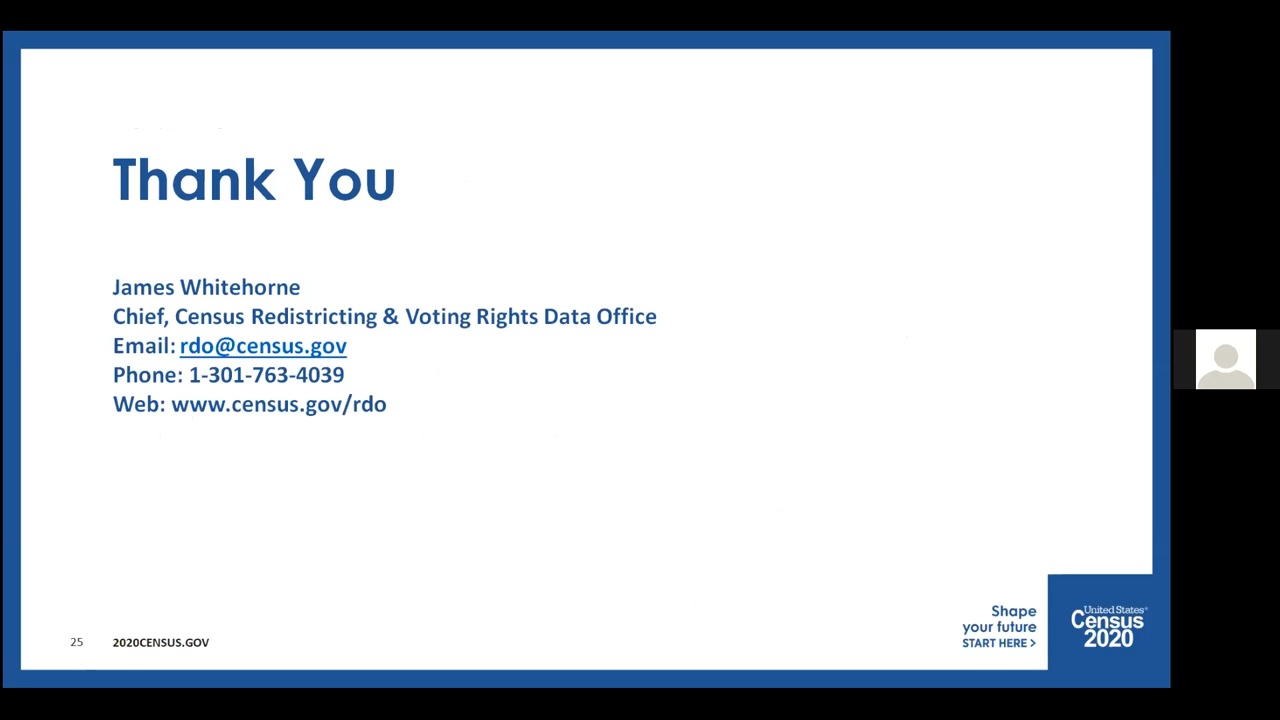 Thank You
James Whitehorne
Chief, Census Redistricting & Voting Rights Data Office
Email: rdo@census.gov
Phone: 1-301-763-4039
Web: www.census.gov/rdo
25
2020CENSUS.GOV
Shape
your future
START HERE >
United States®
Census
2020